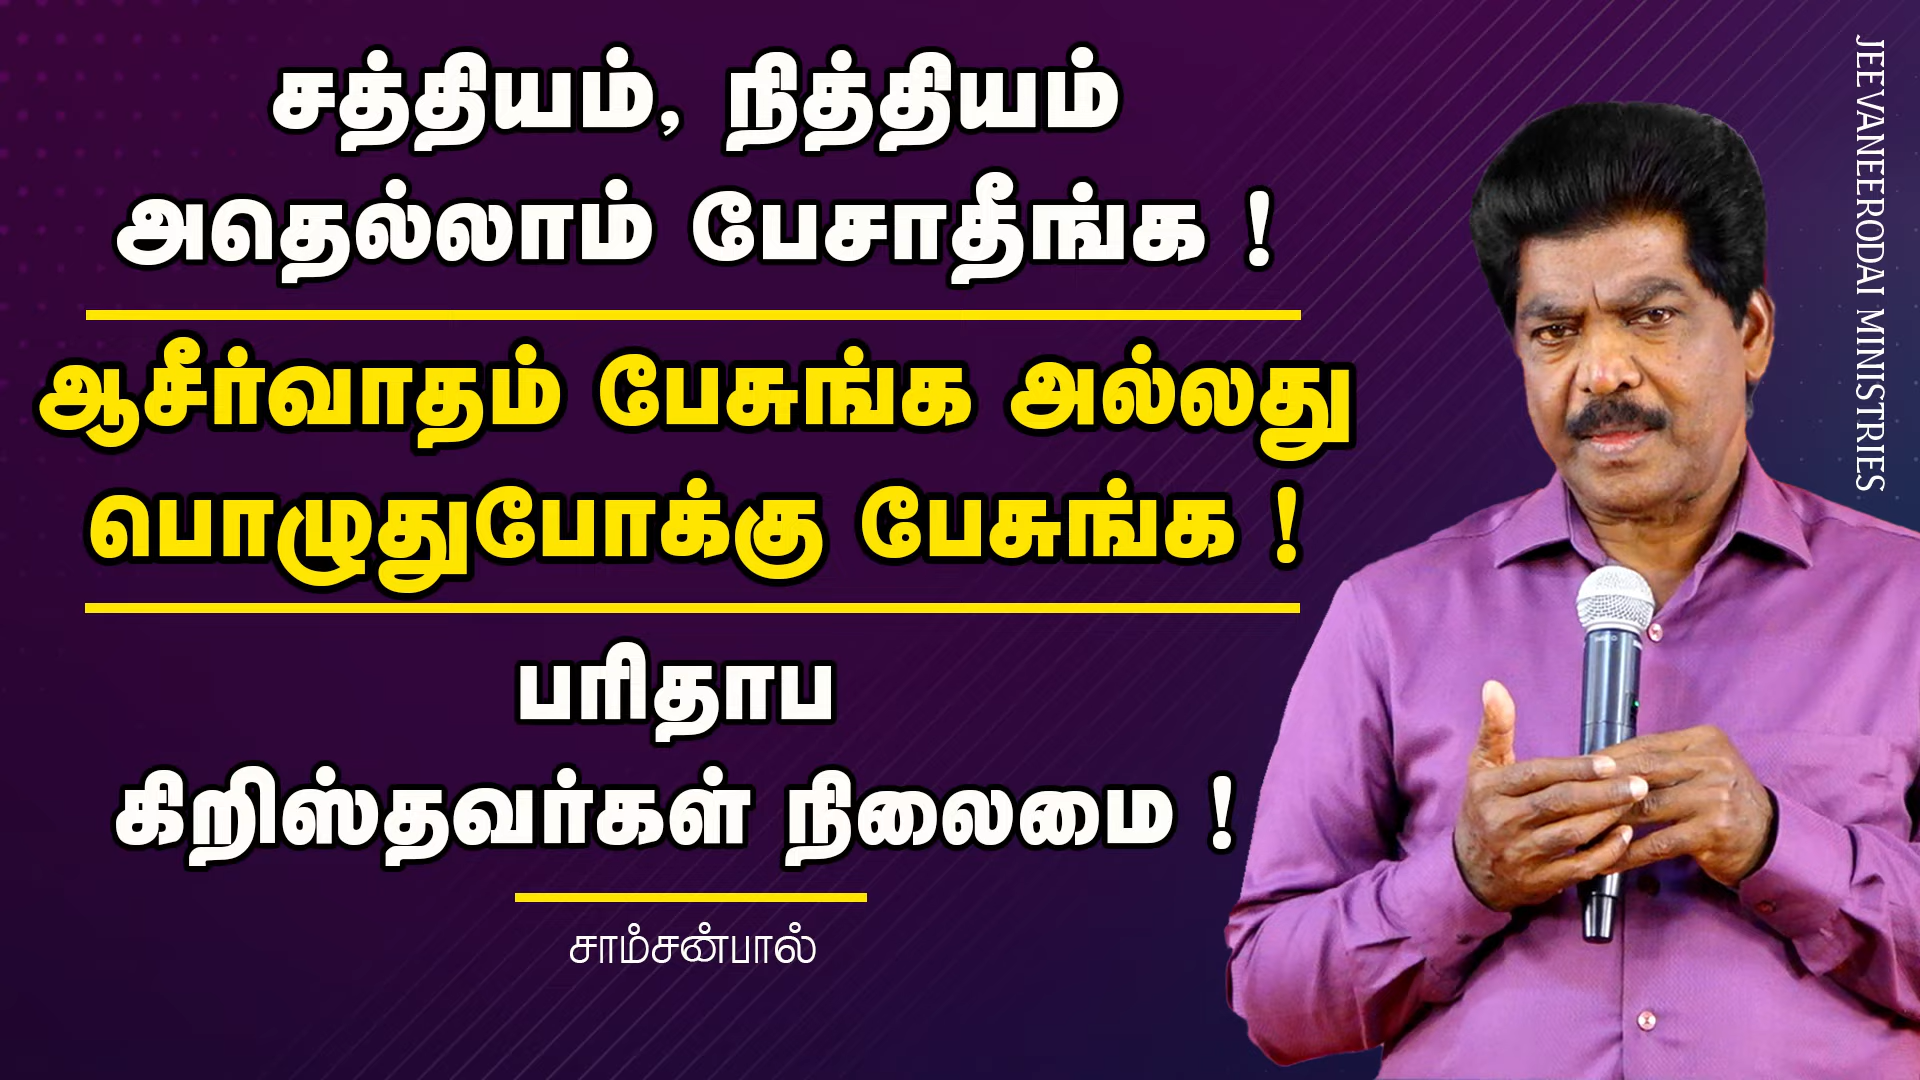 சத்தியம், நித்தியம்
அதெல்லாம் பேசாதீங்க !
ஆசீர்வாதம் பேசுங்க அல்லது
பொழுதுபோக்கு பேசுங்க !
பரிதாப
கிறிஸ்தவர்கள் நிலைமை !
சாம்சன்பால்
JEEVANEERODAI MINISTRIES